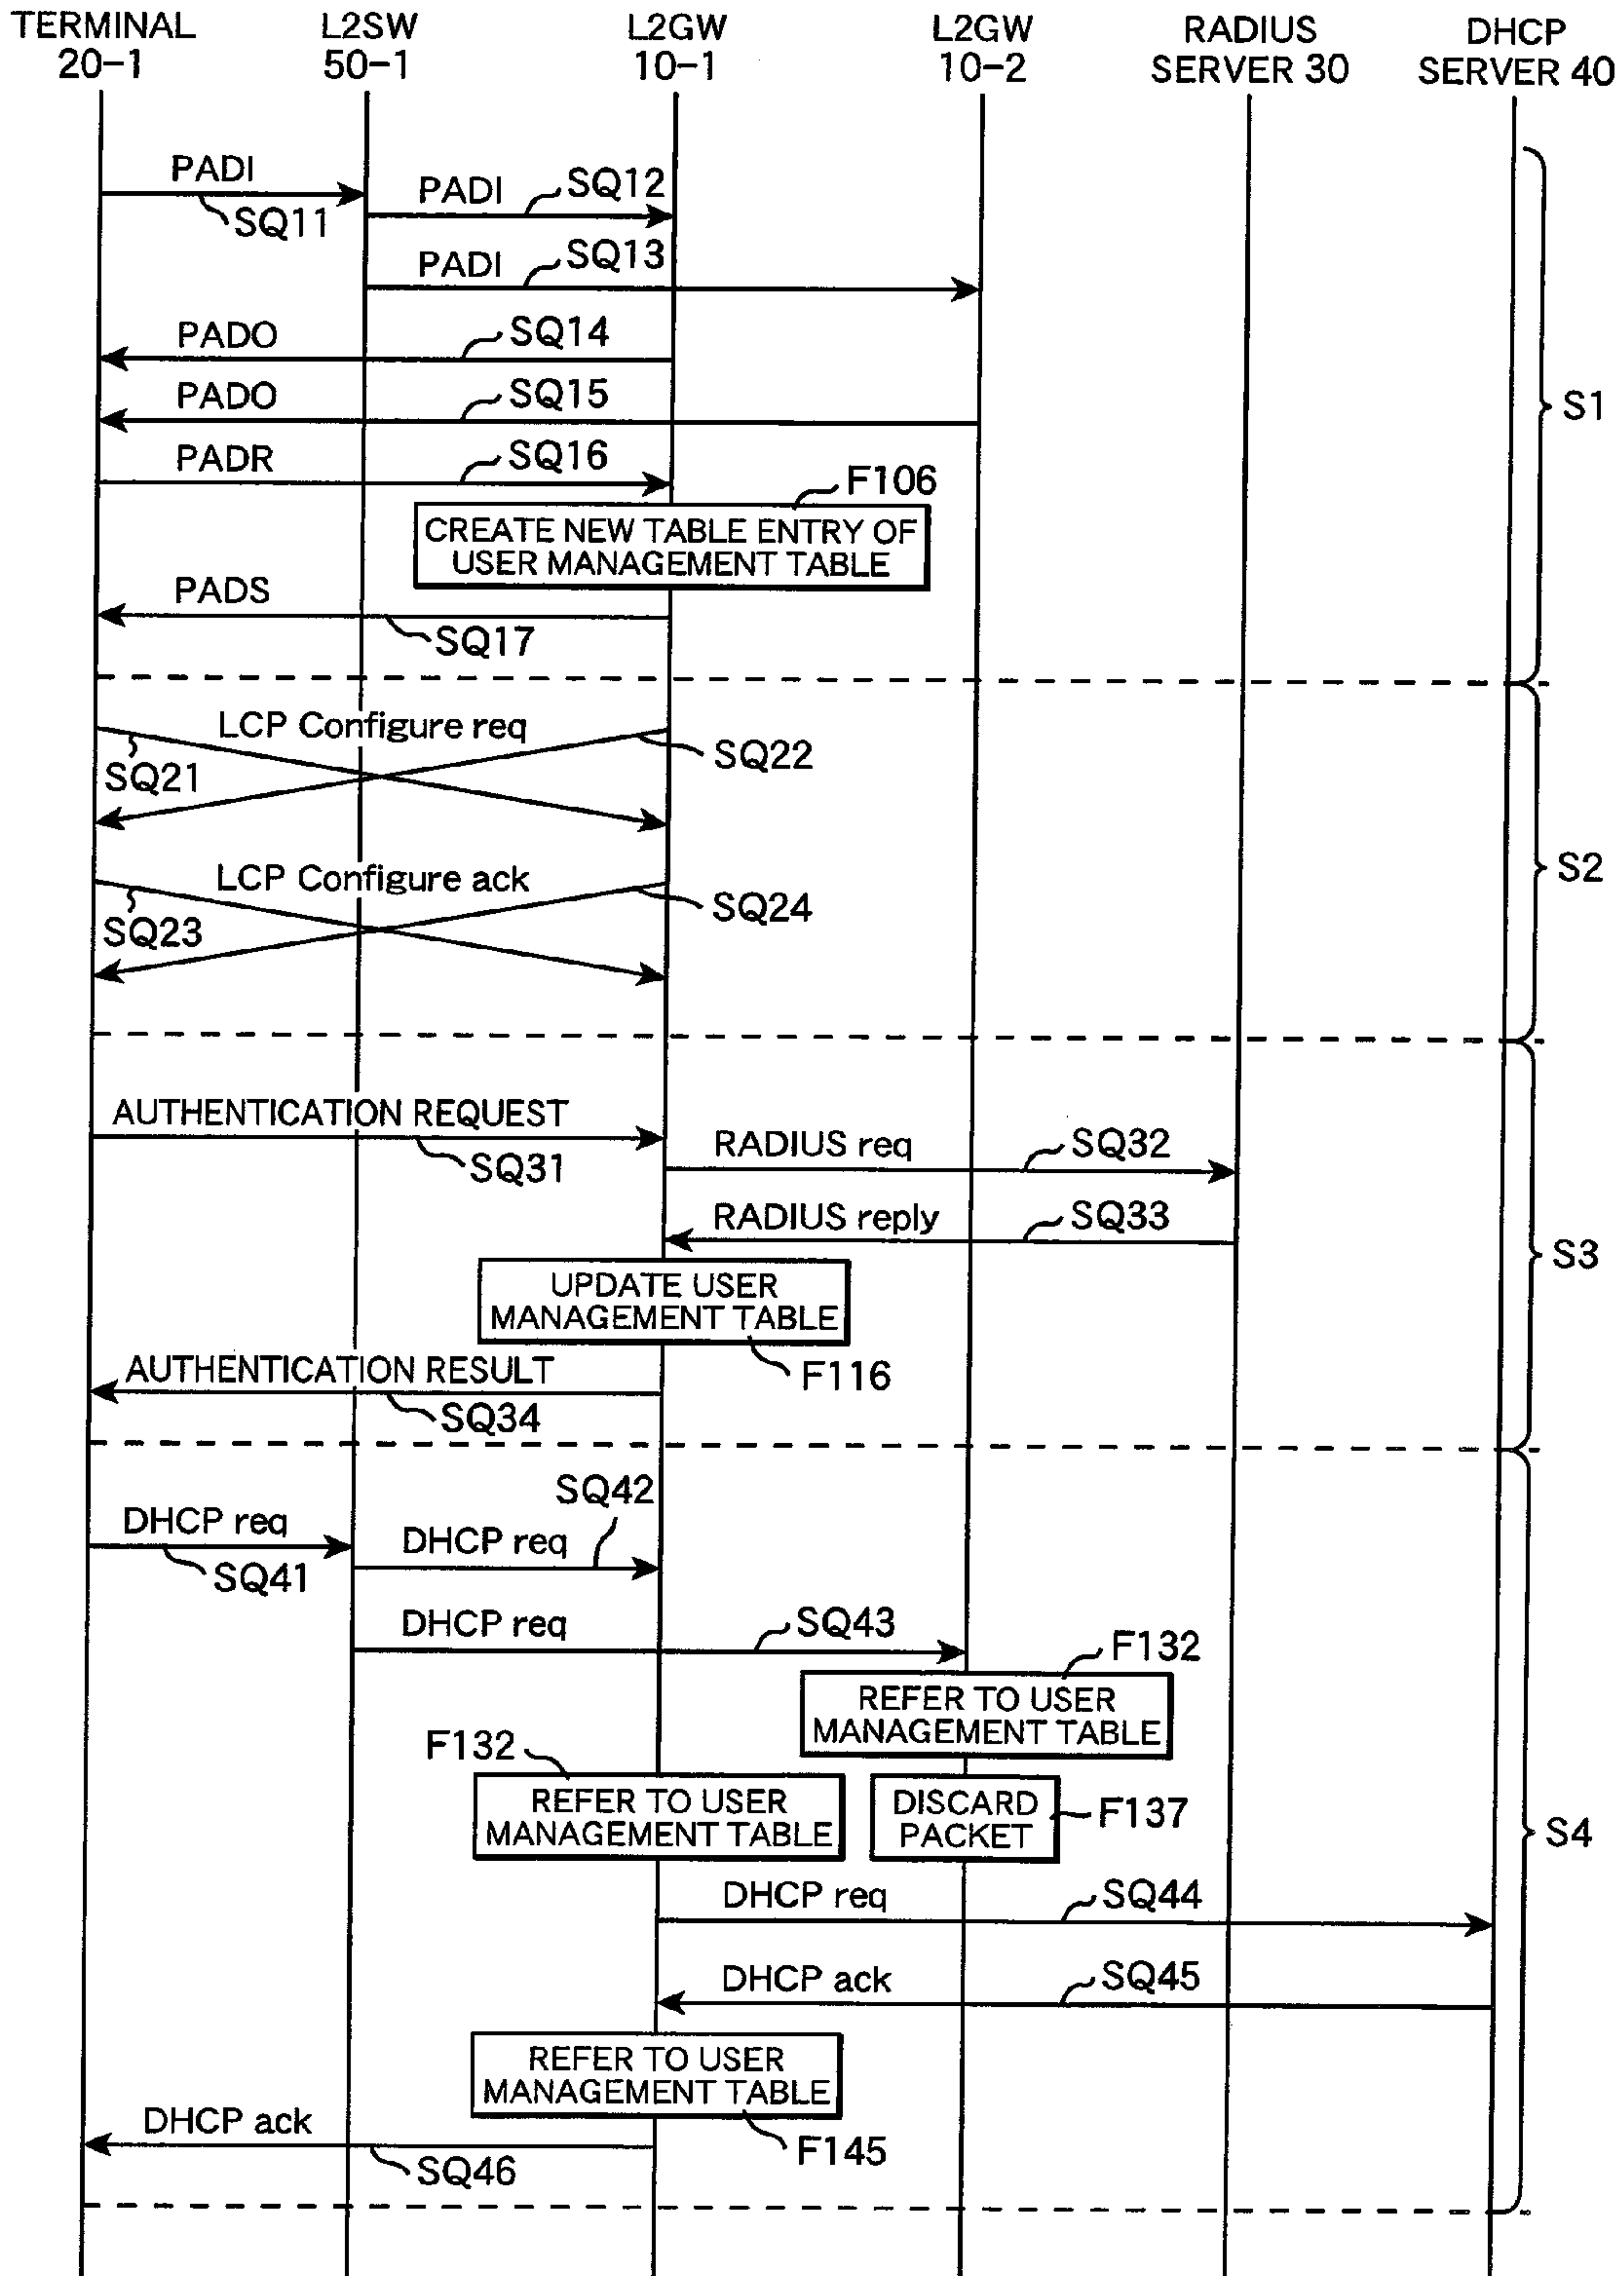 TERMINAL
20-1
L2SW
50-1
L2GW
10-1
L2GW
10-2
RADIUS
SERVER 30
DHCP
SERVER 40
PADI
SQ11
PADI
SQ12
PADI
SQ13
PADO
SQ14
PADO
SQ15
S1
PADR
SQ16
F106
CREATE NEW TABLE ENTRY OF
USER MANAGEMENT TABLE
PADS
SQ17
LCP Configure req
SQ21
SQ22
LCP Configure ack
S2
SQ23
SQ24
AUTHENTICATION REQUEST
SQ31
RADIUS req
SQ32
RADIUS reply
SQ33
S3
UPDATE USER
MANAGEMENT TABLE
F116
AUTHENTICATION RESULT
SQ34
SQ42
DHCP req
SQ41
DHCP req
DHCP req
SQ43
F132
REFER TO USER
MANAGEMENT TABLE
F132
REFER TO USER
MANAGEMENT TABLE
DISCARD
PACKET
F137
S4
DHCP req
SQ44
DHCP ack
SQ45
REFER TO USER
MANAGEMENT TABLE
F145
DHCP ack
SQ46